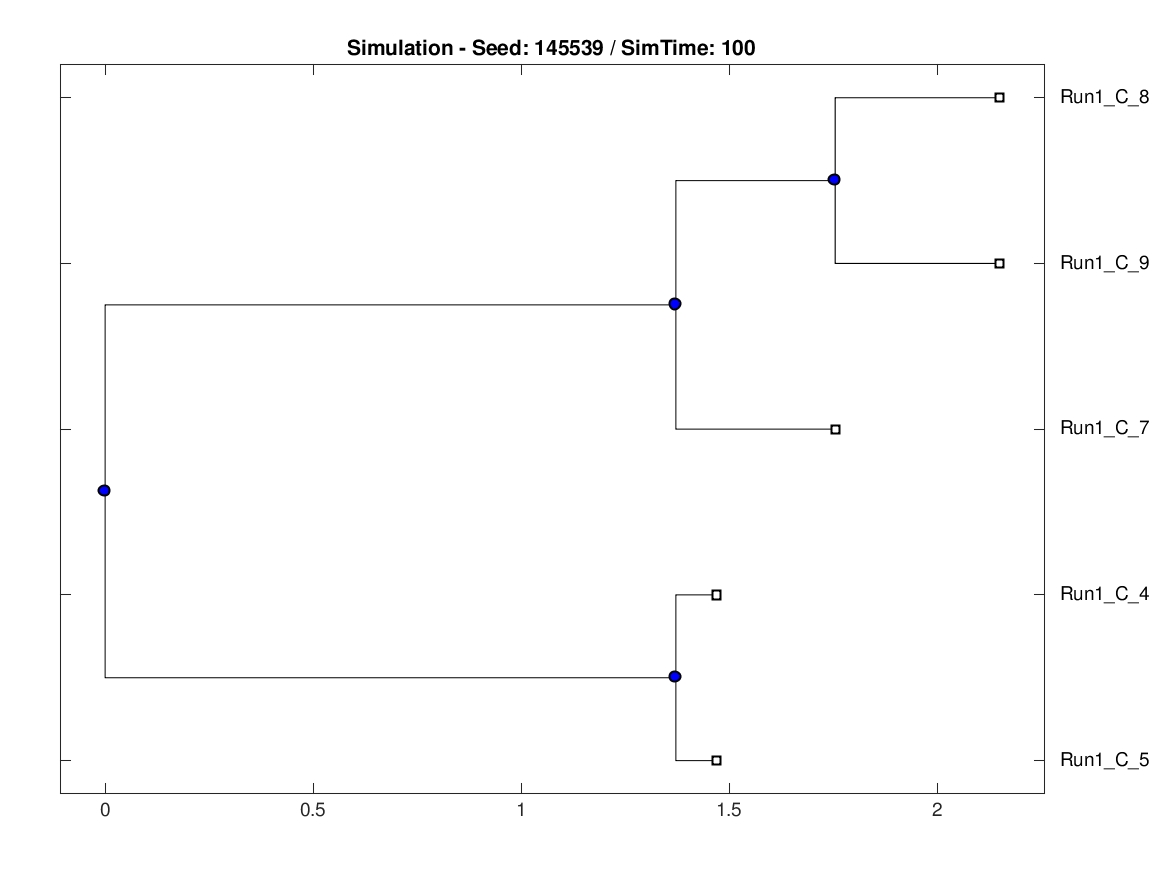 Simulation - Seed: 145539 / SimTime: 100
Run1_C_8
Run1_C_9
Run1_C_7
Run1_C_4
Run1_C_5
0 0.5 1 1.5 2